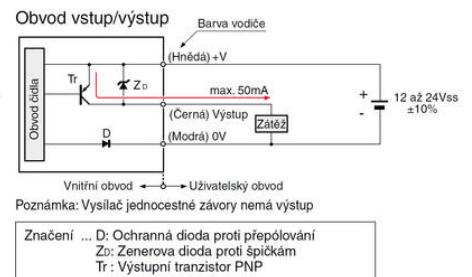 Obvod vstup/výstup
Barva vodiče
(Hnědá) +V
Tr
ZD
max. 50mA
Obvod čidla
+
12 až 24Vss
±10%
-
(Černá) Výstup
Zátěž
D
(Modrá) 0V
Vnitřní obvod
Uživatelský obvod
Poznámka: Vysílač jednocestné závory nemá výstup
Značení ... D: Ochranná dioda proti přepólování
ZD: Zenerova dioda proti špičkám
Tr : Výstupní tranzistor PNP